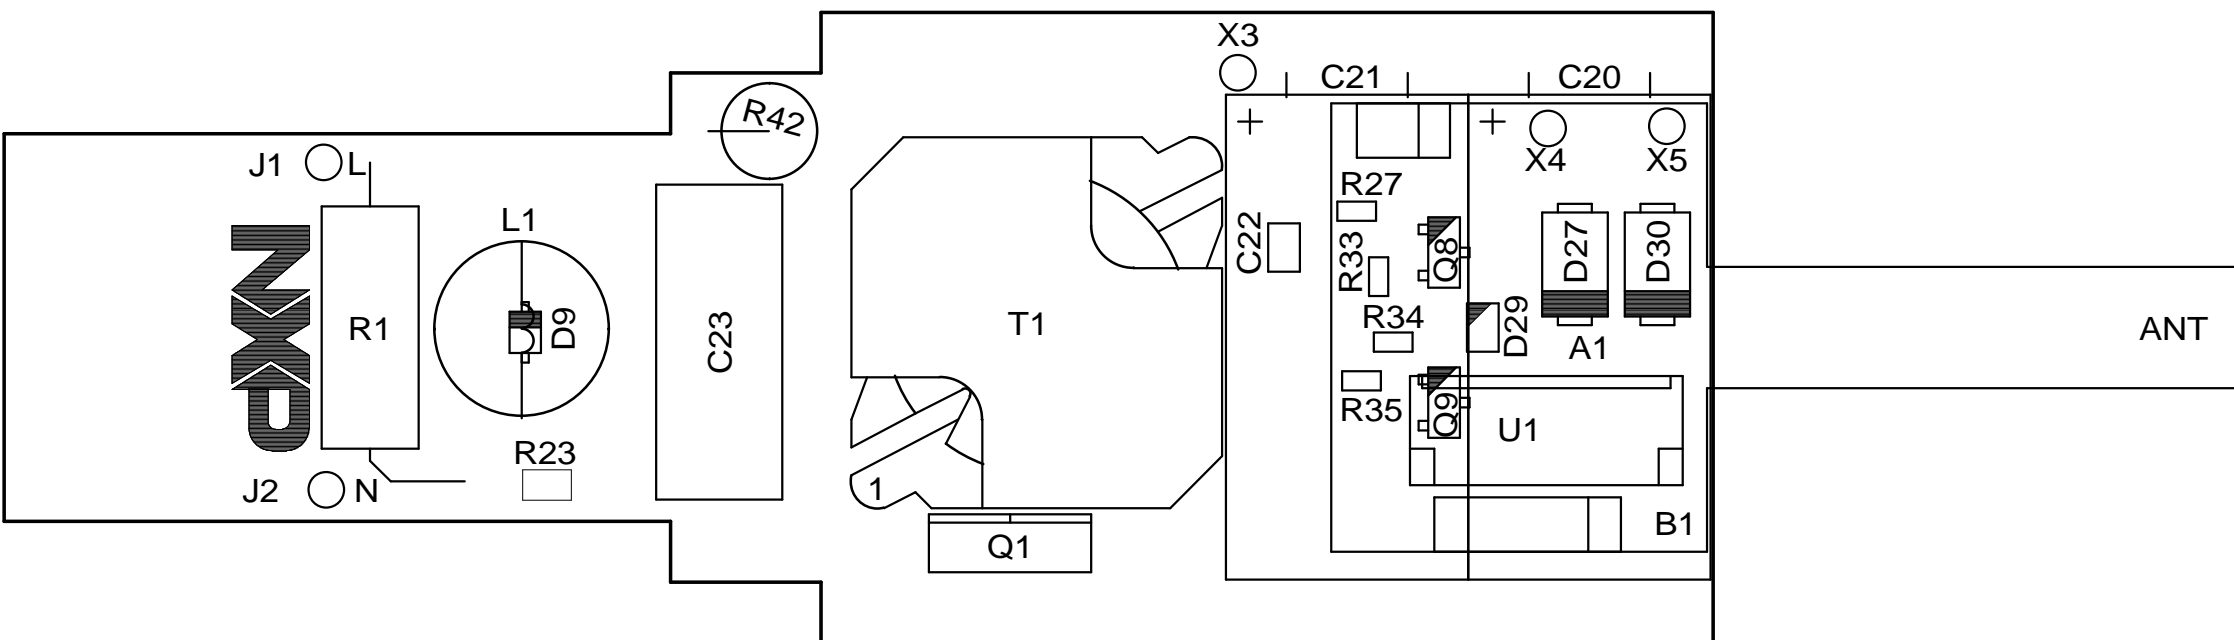 X3
C21
C20
R42
+
+
J1
L
X4
X5
R27
L1
C22
R33
Q8
D27
D30
NXP
R1
D9
C23
T1
R34
D29
A1
ANT
R35
Q9
U1
R23
J2
N
1
Q1
B1